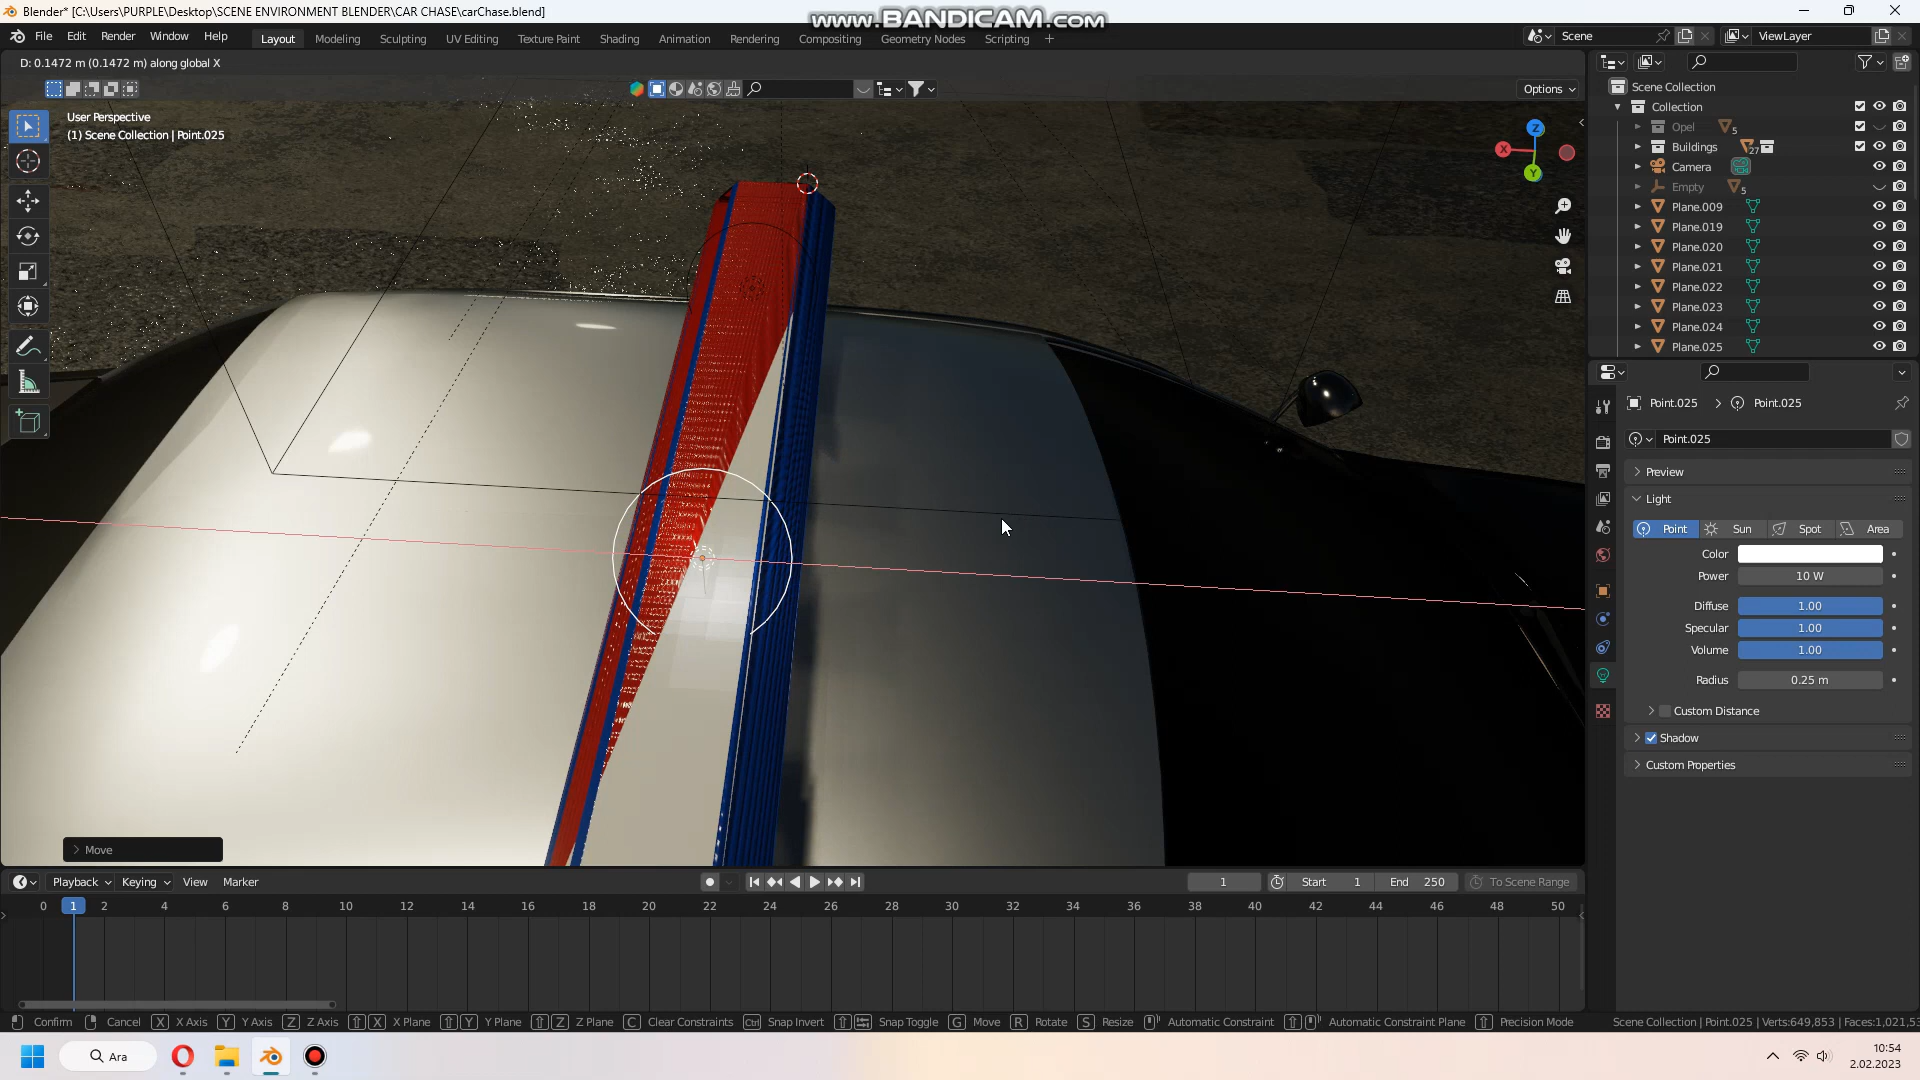 Blender* [C:\Users\PURPLE\Desktop\SCENE ENVIRONMENT BLENDER\CAR CHASE\carChase.blend]
www.BANDICAM.com
File Edit Render Window Help Layout Modeling Sculpting UV Editing Texture Paint Shading Animation Rendering Compositing Geometry Nodes Scripting + Scene ViewLayer
D: 0.1472 m (0.1472 m) along global X
Options
User Perspective
(1) Scene Collection | Point.025
X Y Z
Scene Collection
Collection
Opel 5
Buildings 27
Camera
Empty 5
Plane.009
Plane.019
Plane.020
Plane.021
Plane.022
Plane.023
Plane.024
Plane.025
Point.025 > Point.025
Point.025
Preview
Light
Point Sun Spot Area
Color
Power 10 W
Diffuse 1.00
Specular 1.00
Volume 1.00
Radius 0.25 m
Custom Distance
Shadow
Custom Properties
Move
Playback Keying View Marker 1 Start 1 End 250 To Scene Range
0 1 2 4 6 8 10 12 14 16 18 20 22 24 26 28 30 32 34 36 38 40 42 44 46 48 50
Confirm Cancel X X Axis Y Y Axis Z Z Axis X X Plane Y Y Plane Z Z Plane C Clear Constraints Ctrl Snap Invert Snap Toggle G Move R Rotate S Resize Automatic Constraint Automatic Constraint Plane Precision Mode Scene Collection | Point.025 | Verts:649,853 | Faces:1,021,53
Ara
10:54
2.02.2023